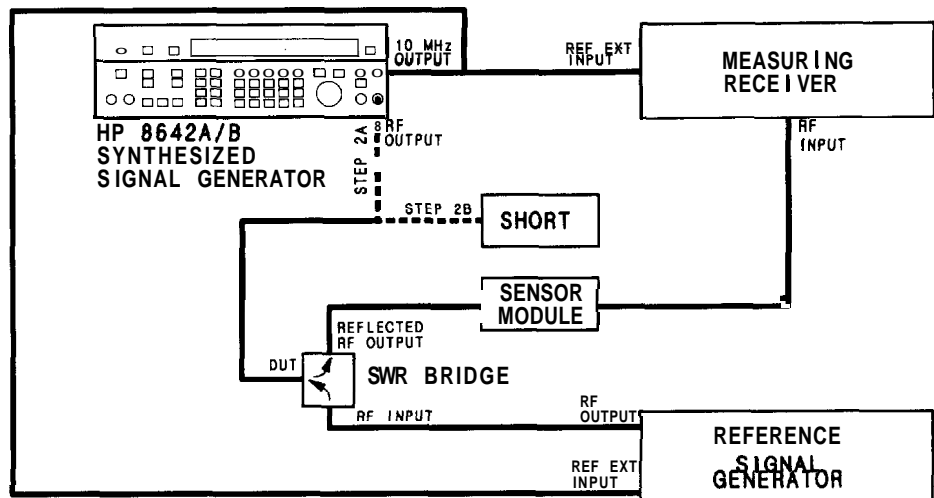 10 MHz
OUTPUT
REF EXT
INPUT
MEASURING
RECEIVER
HP 8642A/B
SYNTHESIZED
SIGNAL GENERATOR
STEP 2A
RF
OUTPUT
RF
INPUT
STEP 2B
SHORT
SENSOR
MODULE
REFLECTED
RF OUTPUT
DUT
SWR BRIDGE
RF INPUT
RF
OUTPUT
REFERENCE
SIGNAL
GENERATOR
REF EXT
INPUT